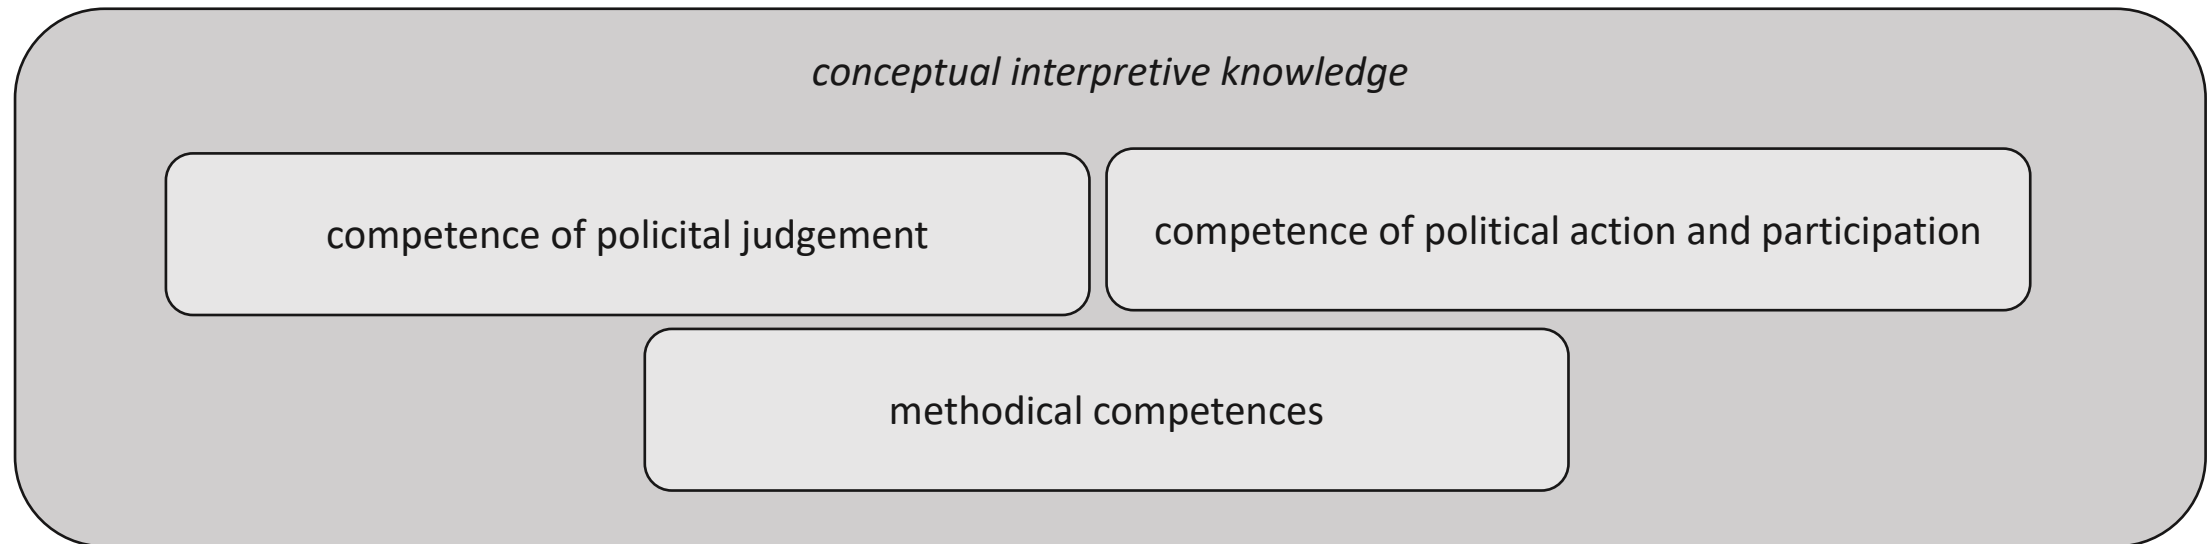 conceptual interpretive knowledge
competence of policital judgement
competence of political action and participation
methodical competences